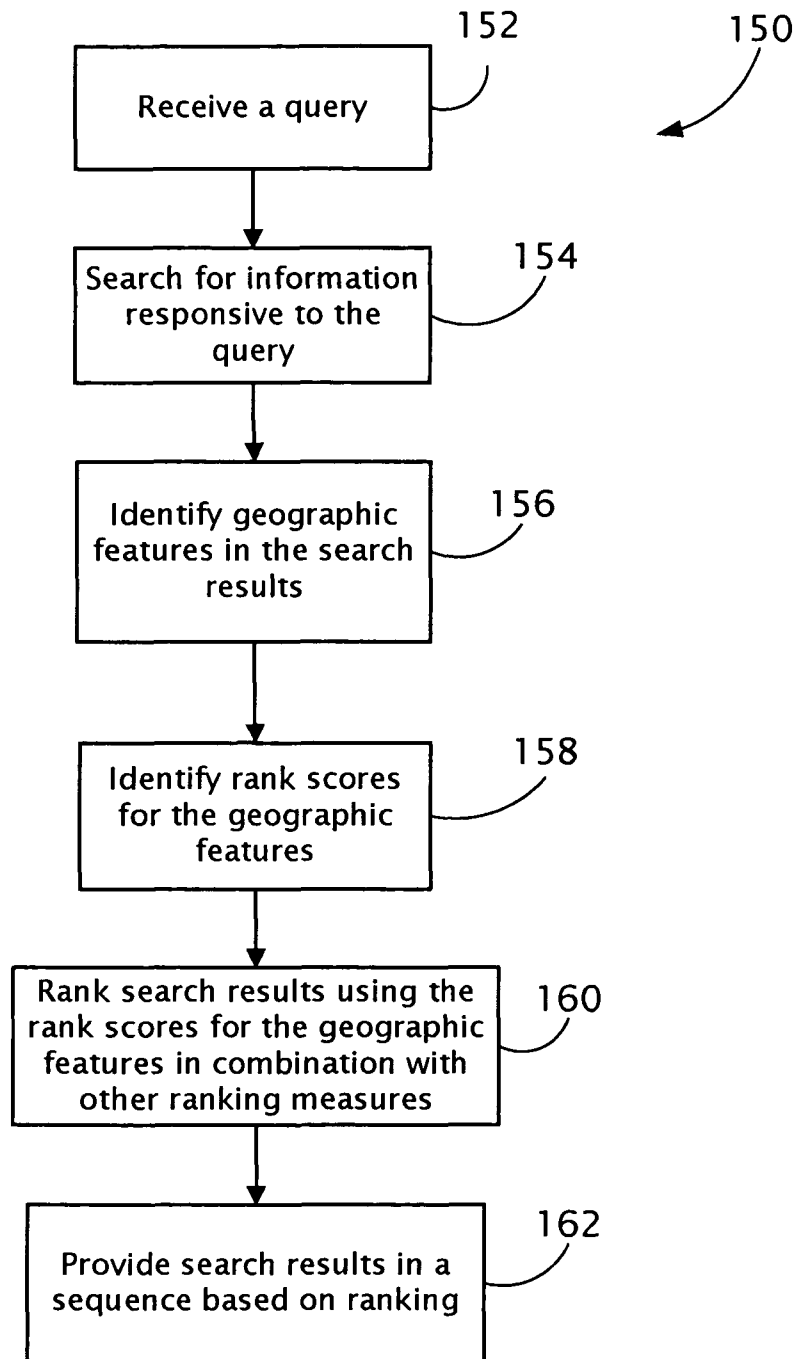 152
150
Receive a query
154
Search for information
responsive to the
query
156
Identify geographic
features in the search
results
158
Identify rank scores
for the geographic
features
160
Rank search results using the
rank scores for the geographic
features in combination with
other ranking measures
162
Provide search results in a
sequence based on ranking